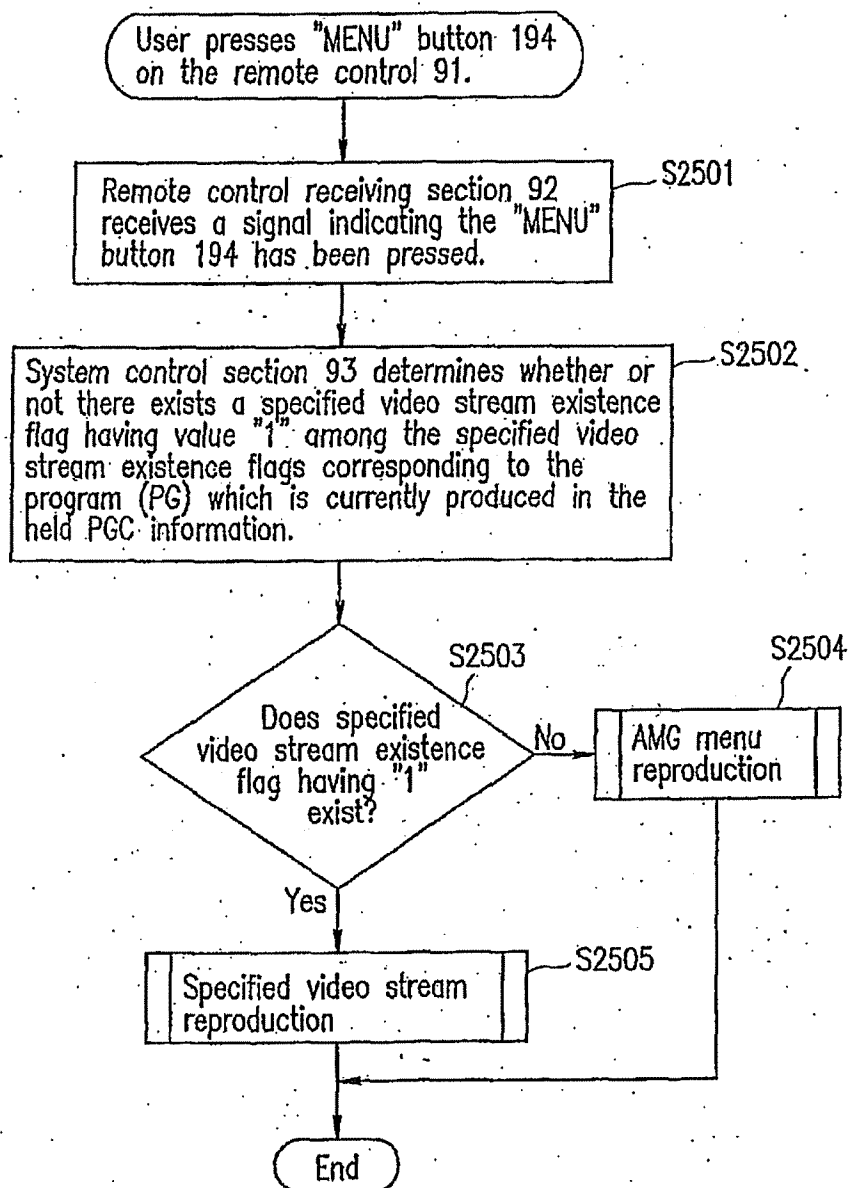 User presses "MENU" button 194
on the remote control 91.
S2501
Remote control receiving section 92
receives a signal indicating the "MENU"
button 194 has been pressed.
S2502
System control section 93 determines whether or
not there exists a specified video stream existence
flag having value "1" among the specified video
stream existence flags corresponding to the
program (PG) which is currently produced in the
held PGC information.
S2503
Does specified
video stream existence
flag having "1"
exist?
No
S2504
AMG menu
reproduction
Yes
S2505
Specified video stream
reproduction
End